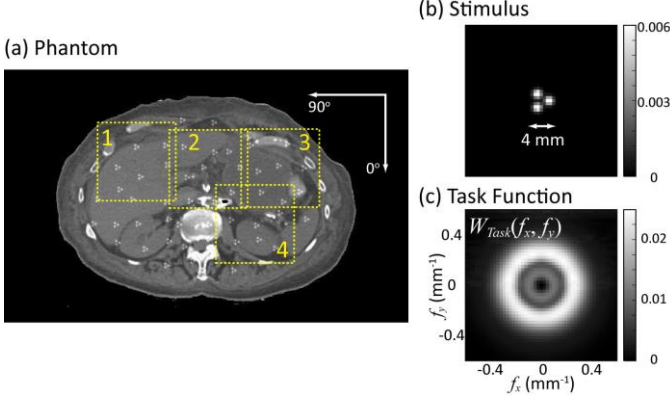 (a) Phantom
90°
0°
1
2
3
4
(b) Stimulus
4 mm
0.006
0.003
0
(c) Task Function
W_Task(f_x, f_y)
0.4
0
-0.4
f_y (mm⁻¹)
-0.4 0 0.4
f_x (mm⁻¹)
0.02
0.01
0